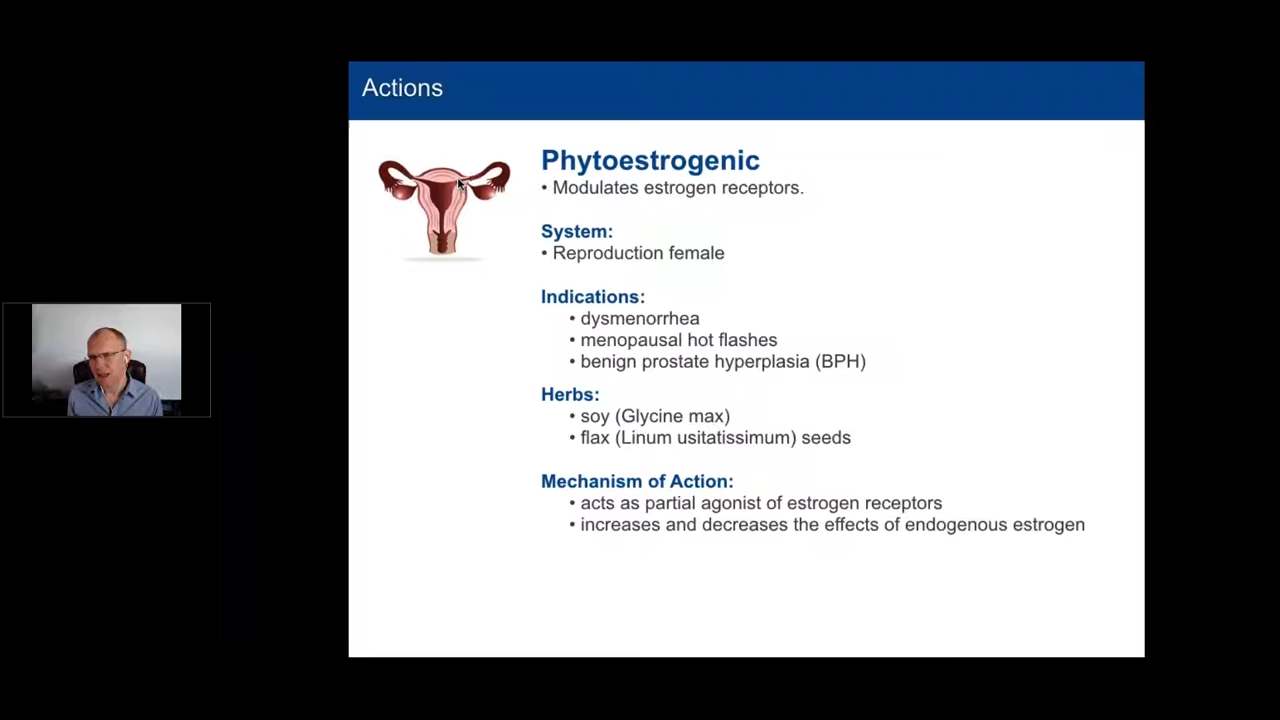 Actions
Phytoestrogenic
• Modulates estrogen receptors.
System:
• Reproduction female
Indications:
• dysmenorrhea
• menopausal hot flashes
• benign prostate hyperplasia (BPH)
Herbs:
• soy (Glycine max)
• flax (Linum usitatissimum) seeds
Mechanism of Action:
• acts as partial agonist of estrogen receptors
• increases and decreases the effects of endogenous estrogen